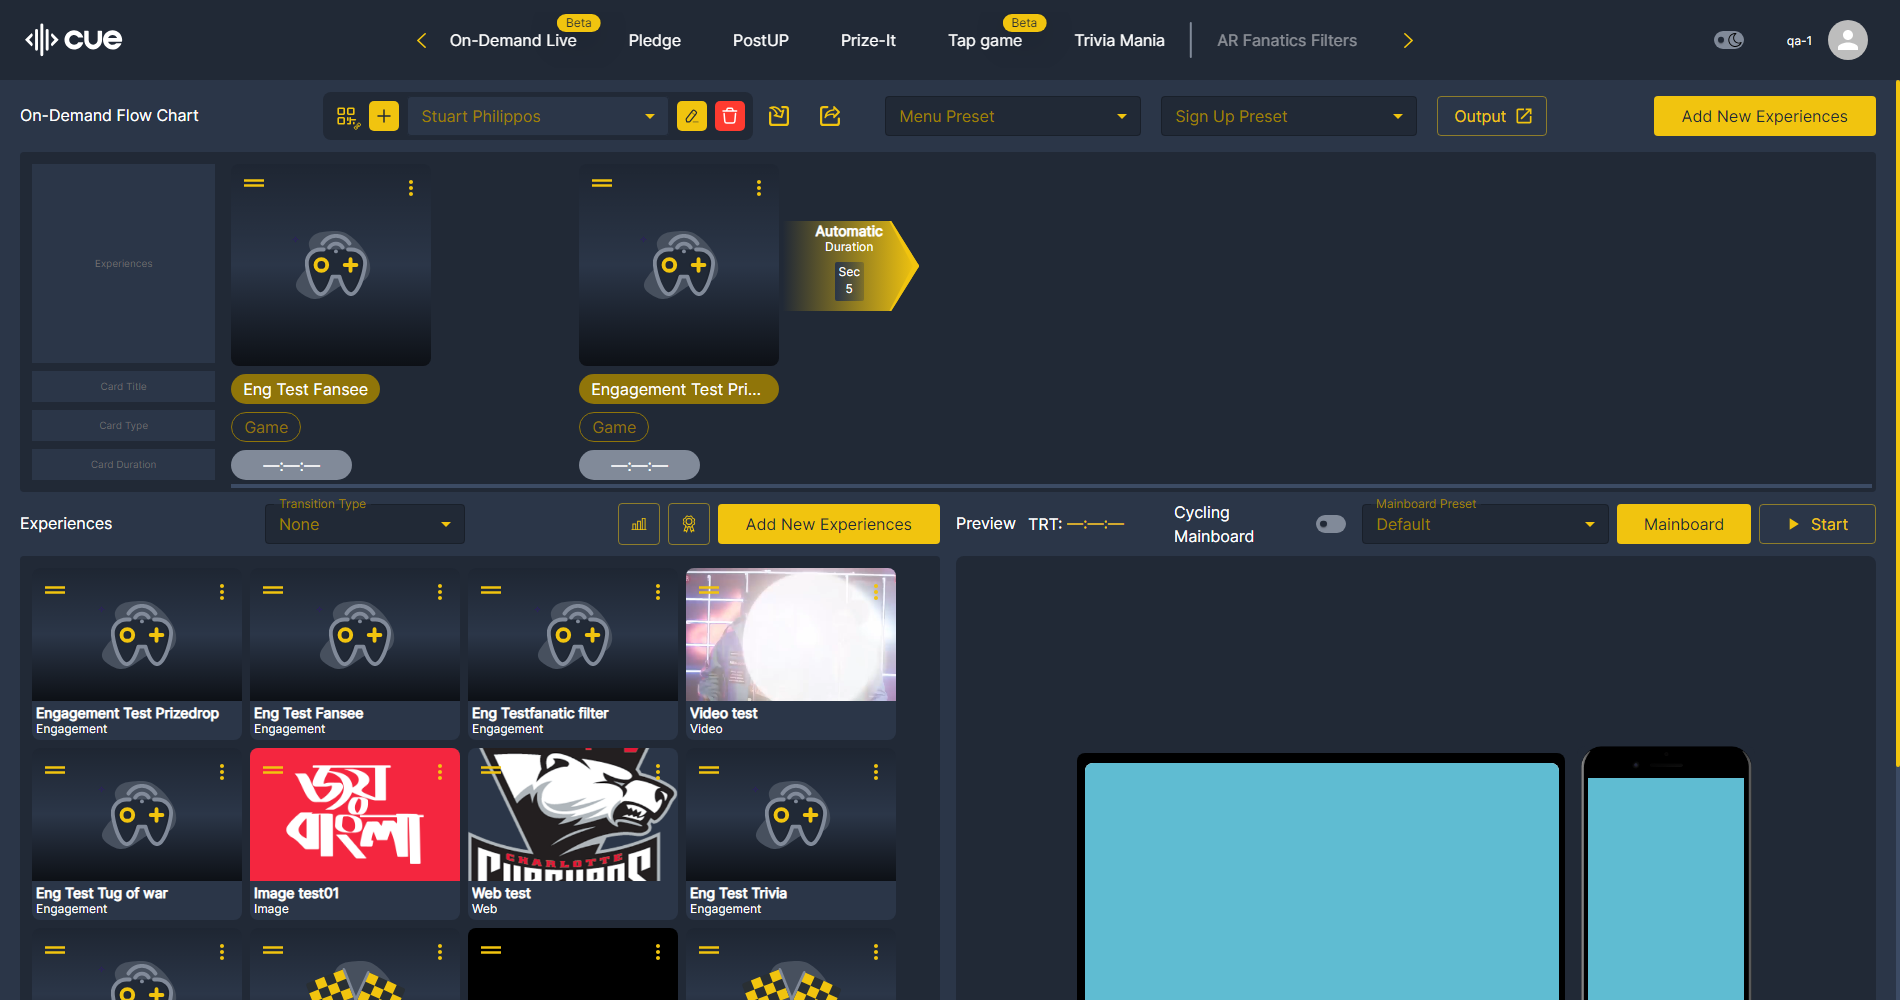 cue
On-Demand Live
Beta
Pledge
PostUP
Prize-It
Tap game
Beta
Trivia Mania
AR Fanatics Filters
qa-1
On-Demand Flow Chart
Stuart Philippos
Menu Preset
Sign Up Preset
Output
Add New Experiences
Experiences
Card Title
Card Type
Card Duration
Eng Test Fansee
Game
—:—:—
Engagement Test Pri...
Game
—:—:—
Automatic
Duration
Sec
5
Experiences
Transition Type
None
Add New Experiences
Preview
TRT: —:—:—
Cycling
Mainboard
Mainboard Preset
Default
Mainboard
Start
Engagement Test Prizedrop
Engagement
Eng Test Fansee
Engagement
Eng Testfanatic filter
Engagement
Video test
Video
Eng Test Tug of war
Engagement
জয়
বাংলা
Image test01
Image
CHARLOTTE
Web test
Web
Eng Test Trivia
Engagement